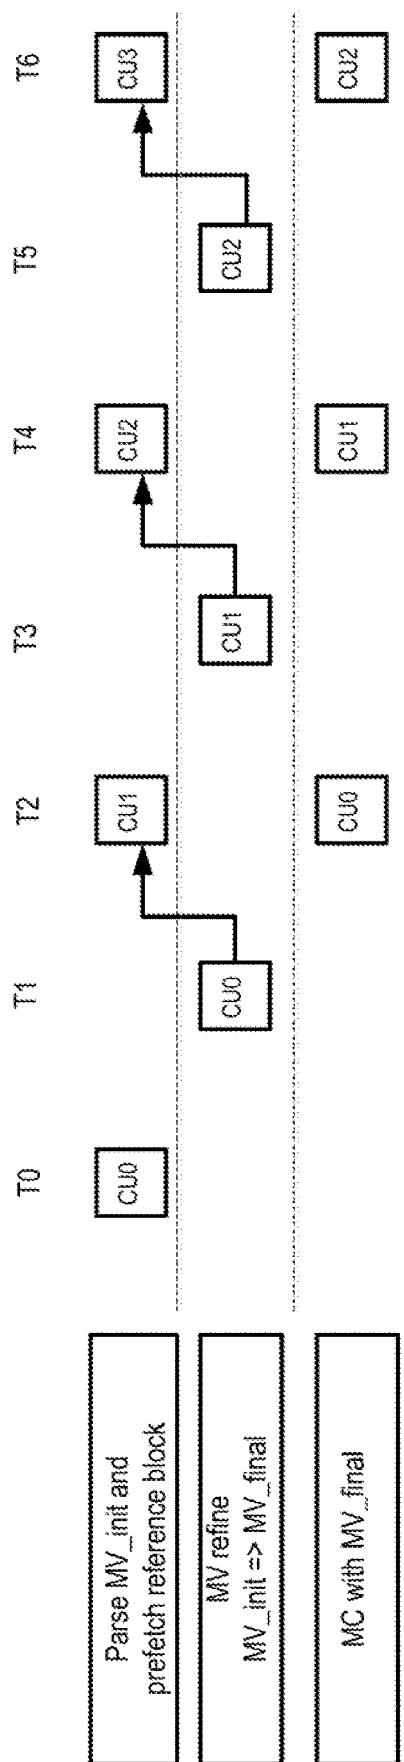 T0 T1 T2 T3 T4 T5 T6
Parse MV_init and
prefetch reference block
CU0 CU1 CU2 CU3
MV refine
MV_init => MV_final
CU0 CU1 CU2
MC with MV_final
CU0 CU1 CU2